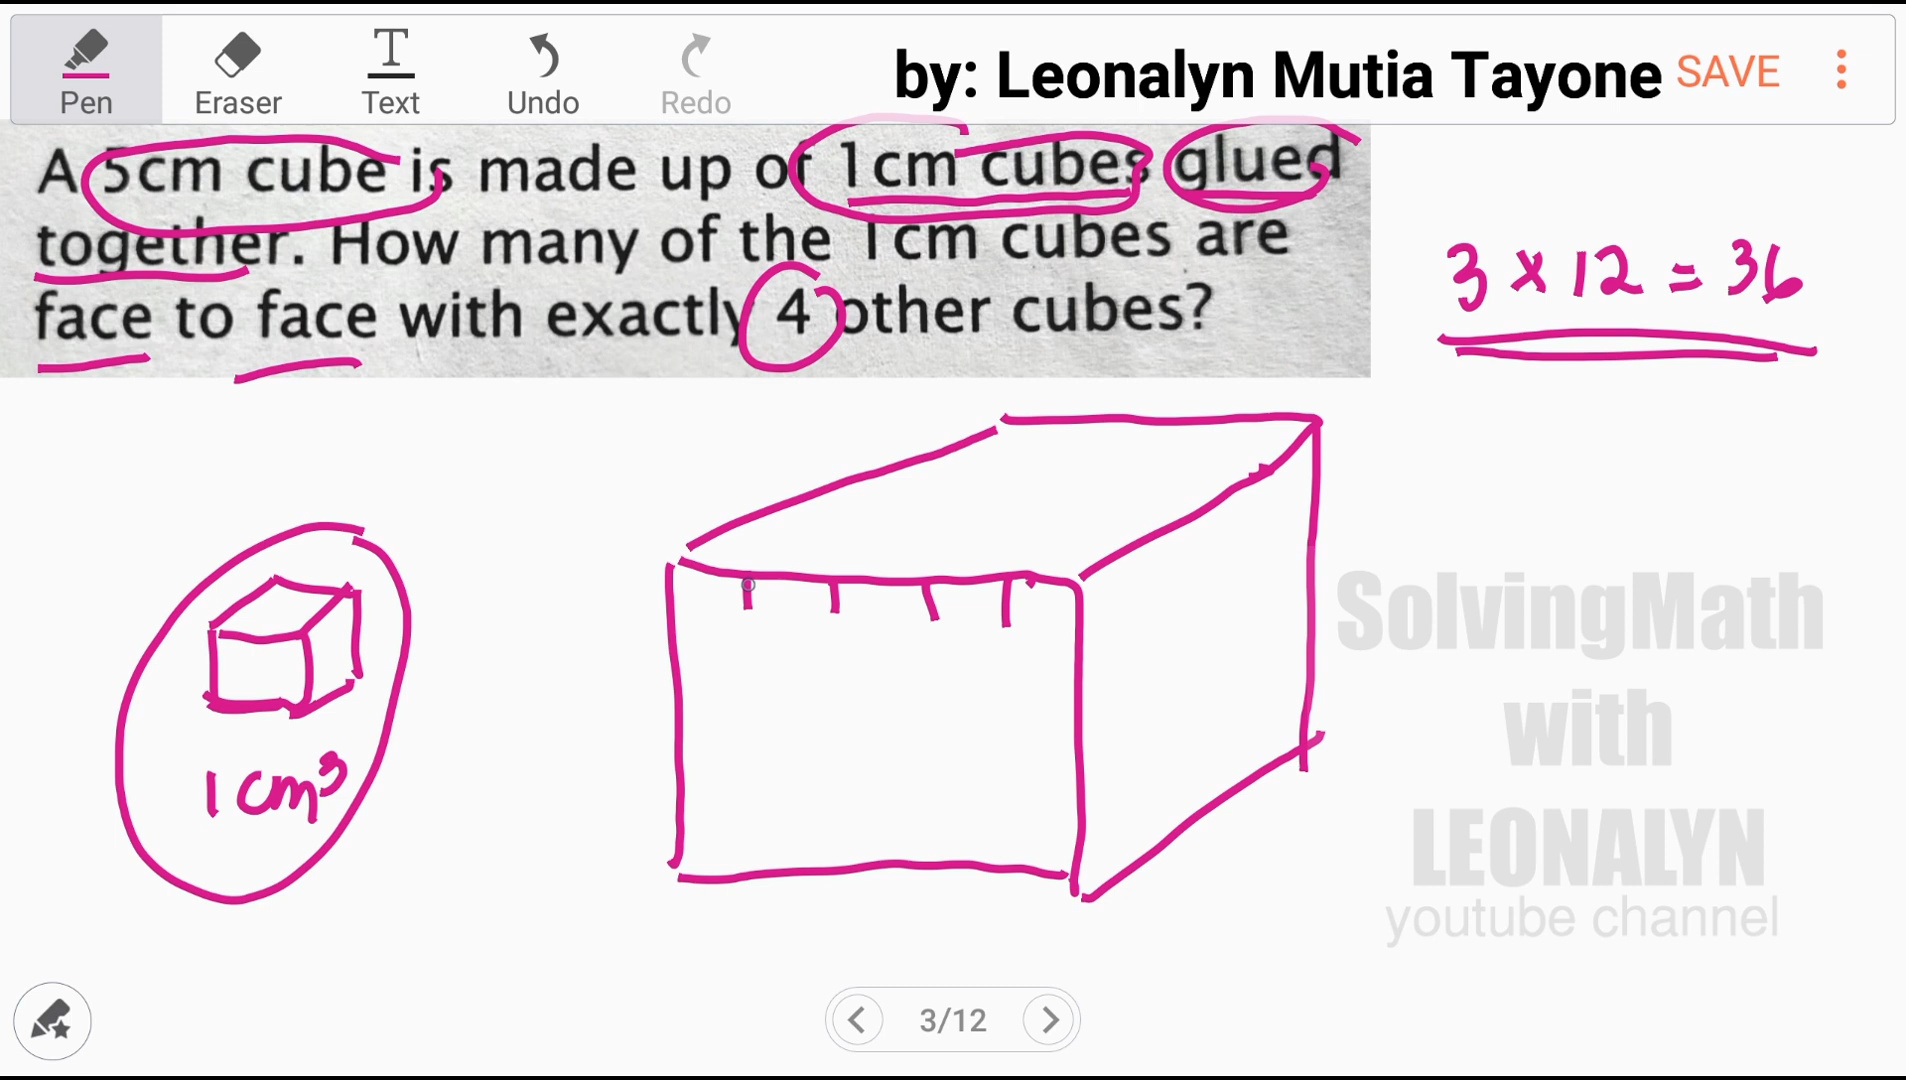 Pen
Eraser
Text
Undo
Redo
by: Leonalyn Mutia Tayone
SAVE
A 5cm cube is made up of 1cm cubes glued
together. How many of the 1cm cubes are
face to face with exactly 4 other cubes?
3 × 12 = 36
1 cm³
SolvingMath
with
LEONALYN
youtube channel
3/12